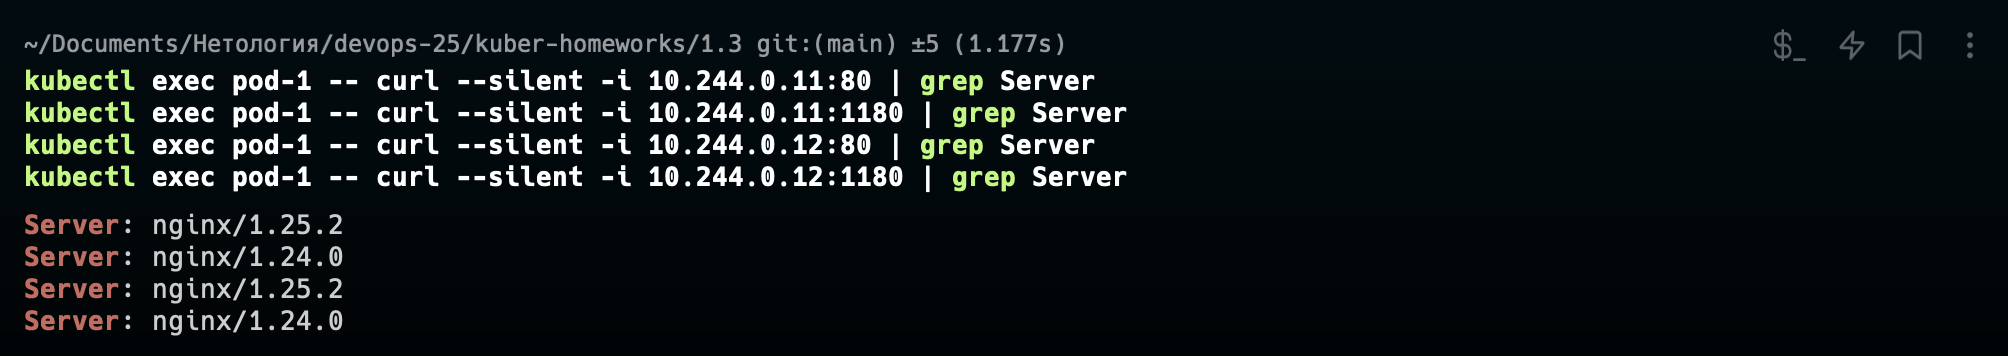 ~/Documents/Нетология/devops-25/kuber-homeworks/1.3 git:(main) ±5 (1.177s)
kubectl exec pod-1 -- curl --silent -i 10.244.0.11:80 | grep Server
kubectl exec pod-1 -- curl --silent -i 10.244.0.11:1180 | grep Server
kubectl exec pod-1 -- curl --silent -i 10.244.0.12:80 | grep Server
kubectl exec pod-1 -- curl --silent -i 10.244.0.12:1180 | grep Server
Server: nginx/1.25.2
Server: nginx/1.24.0
Server: nginx/1.25.2
Server: nginx/1.24.0